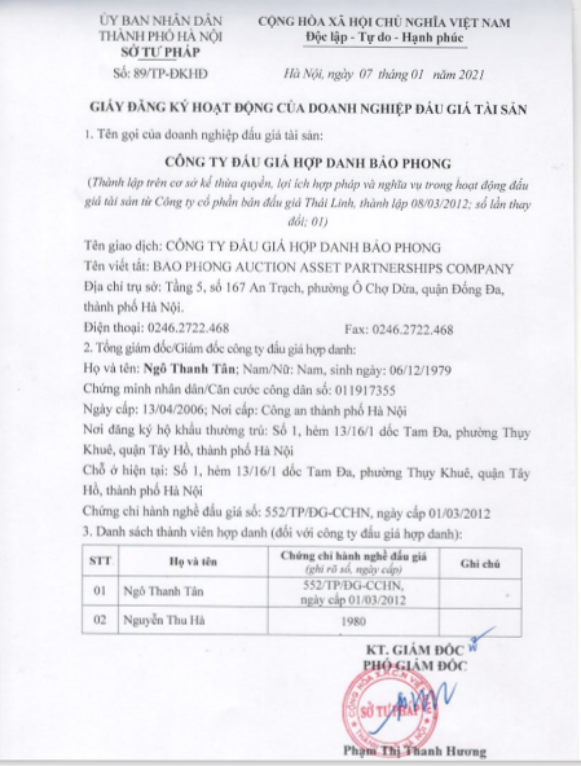 ỦY BAN NHÂN DÂN
THÀNH PHỐ HÀ NỘI
SỞ TƯ PHÁP
Số: 89/TP-ĐKHĐ
CỘNG HÒA XÃ HỘI CHỦ NGHĨA VIỆT NAM
Độc lập - Tự do - Hạnh phúc
Hà Nội, ngày 07 tháng 01 năm 2021
GIẤY ĐĂNG KÝ HOẠT ĐỘNG CỦA DOANH NGHIỆP ĐẤU GIÁ TÀI SẢN
1. Tên gọi của doanh nghiệp đấu giá tài sản:
CÔNG TY ĐẤU GIÁ HỢP DANH BẢO PHONG
(Thành lập trên cơ sở kế thừa quyền, lợi ích hợp pháp và nghĩa vụ trong hoạt động đấu
giá tài sản từ Công ty cổ phần bán đấu giá Thái Linh, thành lập 08/03/2012; số lần thay
đổi; 01)
Tên giao dịch: CÔNG TY ĐẤU GIÁ HỢP DANH BẢO PHONG
Tên viết tắt: BAO PHONG AUCTION ASSET PARTNERSHIPS COMPANY
Địa chỉ trụ sở: Tầng 5, số 167 An Trạch, phường Ô Chợ Dừa, quận Đống Đa,
thành phố Hà Nội.
Điện thoại: 0246.2722.468 Fax: 0246.2722.468
2. Tổng giám đốc/Giám đốc công ty đấu giá hợp danh:
Họ và tên: Ngô Thanh Tân; Nam/Nữ: Nam, sinh ngày: 06/12/1979
Chứng minh nhân dân/Căn cước công dân số: 011917355
Ngày cấp: 13/04/2006; Nơi cấp: Công an thành phố Hà Nội
Nơi đăng ký hộ khẩu thường trú: Số 1, hẻm 13/16/1 dốc Tam Đa, phường Thụy
Khuê, quận Tây Hồ, thành phố Hà Nội
Chỗ ở hiện tại: Số 1, hẻm 13/16/1 dốc Tam Đa, phường Thụy Khuê, quận Tây
Hồ, thành phố Hà Nội
Chứng chỉ hành nghề đấu giá số: 552/TP/ĐG-CCHN, ngày cấp 01/03/2012
3. Danh sách thành viên hợp danh (đối với công ty đấu giá hợp danh):
STT Họ và tên Chứng chỉ hành nghề đấu giá Ghi chú
(ghi rõ số, ngày cấp)
01 Ngô Thanh Tân 552/TP/ĐG-CCHN,
ngày cấp 01/03/2012
02 Nguyễn Thu Hà 1980
KT. GIÁM ĐỐC
PHÓ GIÁM ĐỐC
SỞ TƯ PHÁP
Phạm Thị Thanh Hương